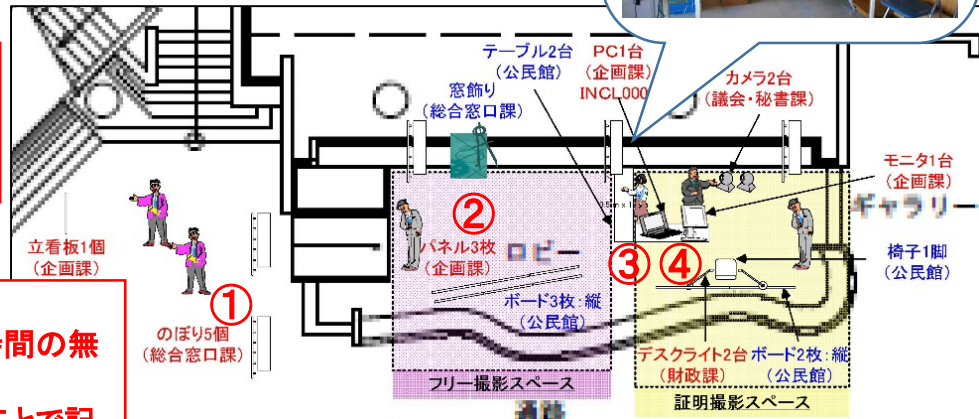 テーブル2台
(公民館)
PC1台
(企画課)
INCL000
窓飾り
(総合窓口課)
カメラ2台
(議会・秘書課)
モニタ1台
(企画課)
ギャラリー
立看板1個
(企画課)
②
パネル3枚
(企画課)
ロビー
③
④
椅子1脚
(公民館)
①
のぼり5個
(総合窓口課)
ボード3枚:縦
(公民館)
デスクライト2台
(財政課)
ボード2枚:縦
(公民館)
フリー撮影スペース
証明撮影スペース
間の無
とで記